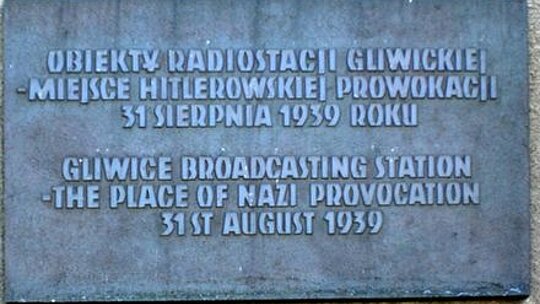 OBIEKTY RADIOSTACJI GLIWICKIEJ
-MIEJSCE HITLEROWSKIEJ PROWOKACJI
31 SIERPNIA 1939 ROKU
GLIWICE BROADCASTING STATION
-THE PLACE OF NAZI PROVOCATION
31 ST AUGUST 1939